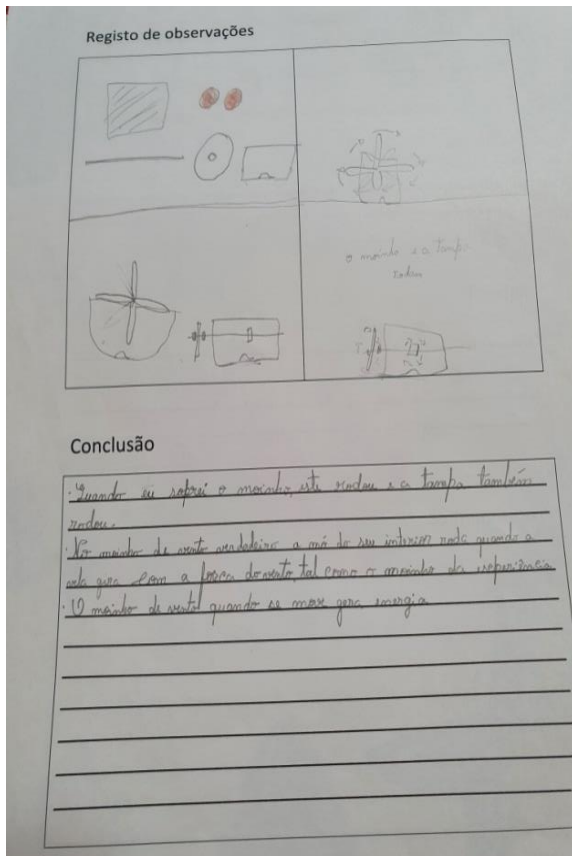 Registo de observações
o moinho e a tampa
rodam
Conclusão
· Quando eu soprei o moinho, este rodou e a tampa também
rodou.
· No moinho de vento verdadeiro a mó do seu interior roda quando a
vela gira com a força do vento tal como o moinho da experiência
· O moinho de vento quando se move gera energia